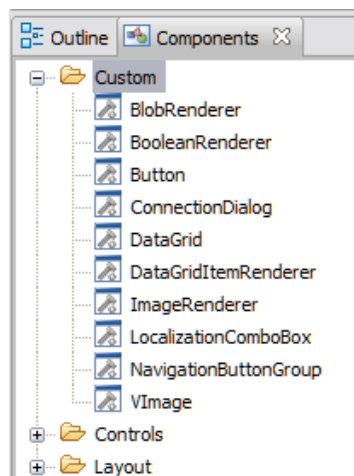 Outline Components
Custom
BlobRenderer
BooleanRenderer
Button
ConnectionDialog
DataGrid
DataGridItemRenderer
ImageRenderer
LocalizationComboBox
NavigationButtonGroup
VImage
Controls
Layout